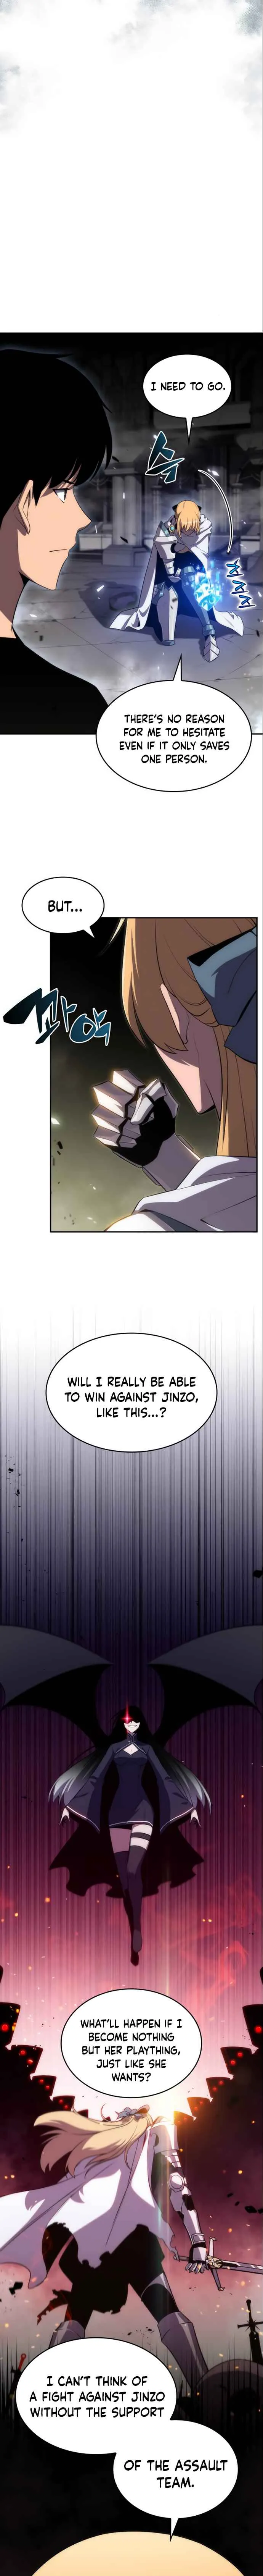 I NEED TO GO.
슥
THERE'S NO REASON
FOR ME TO HESITATE
EVEN IF IT ONLY SAVES
ONE PERSON.
BUT...
꽈악
WILL I REALLY BE ABLE
TO WIN AGAINST JINZO,
LIKE THIS...?
WHAT'LL HAPPEN IF I
BECOME NOTHING
BUT HER PLAYTHING,
JUST LIKE SHE
WANTS?
I CAN'T THINK OF
A FIGHT AGAINST JINZO
WITHOUT THE SUPPORT
OF THE ASSAULT
TEAM.